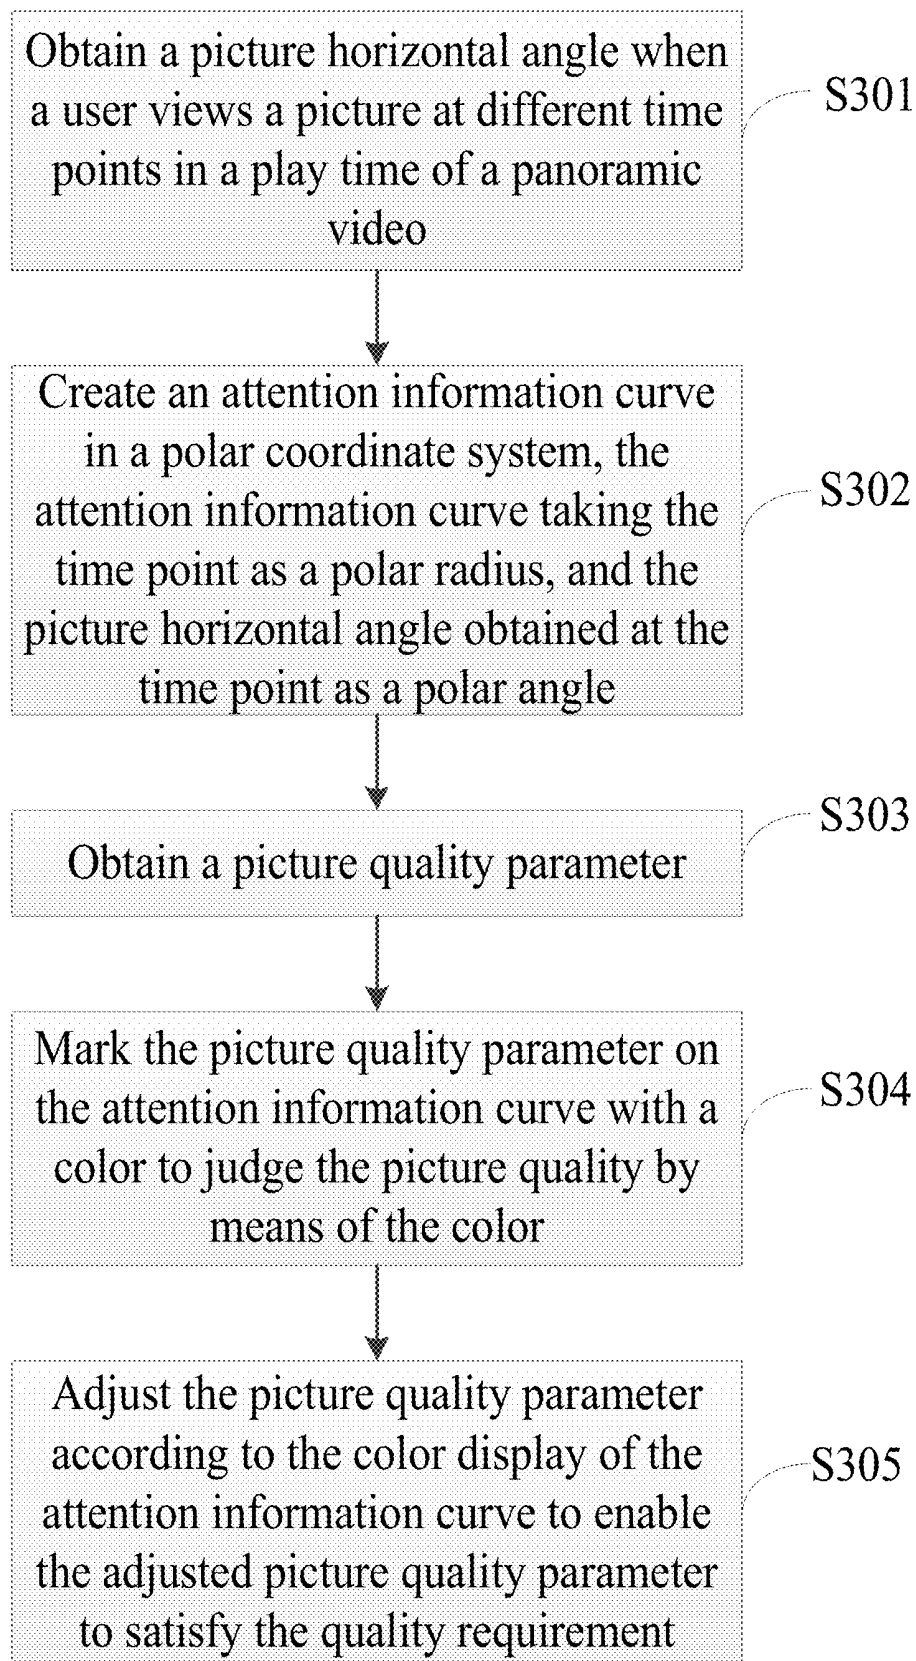 Obtain a picture horizontal angle when
a user views a picture at different time
points in a play time of a panoramic
video
S301
Create an attention information curve
in a polar coordinate system, the
attention information curve taking the
time point as a polar radius, and the
picture horizontal angle obtained at the
time point as a polar angle
S302
Obtain a picture quality parameter
S303
Mark the picture quality parameter on
the attention information curve with a
color to judge the picture quality by
means of the color
S304
Adjust the picture quality parameter
according to the color display of the
attention information curve to enable
the adjusted picture quality parameter
to satisfy the quality requirement
S305